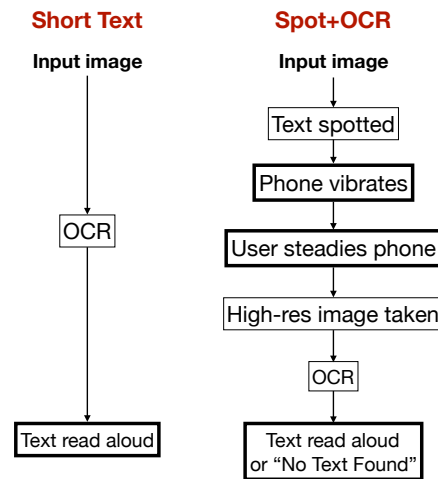 Short Text
Input image
OCR
Text read aloud
Spot+OCR
Input image
Text spotted
Phone vibrates
User steadies phone
High-res image taken
OCR
Text read aloud
or “No Text Found”